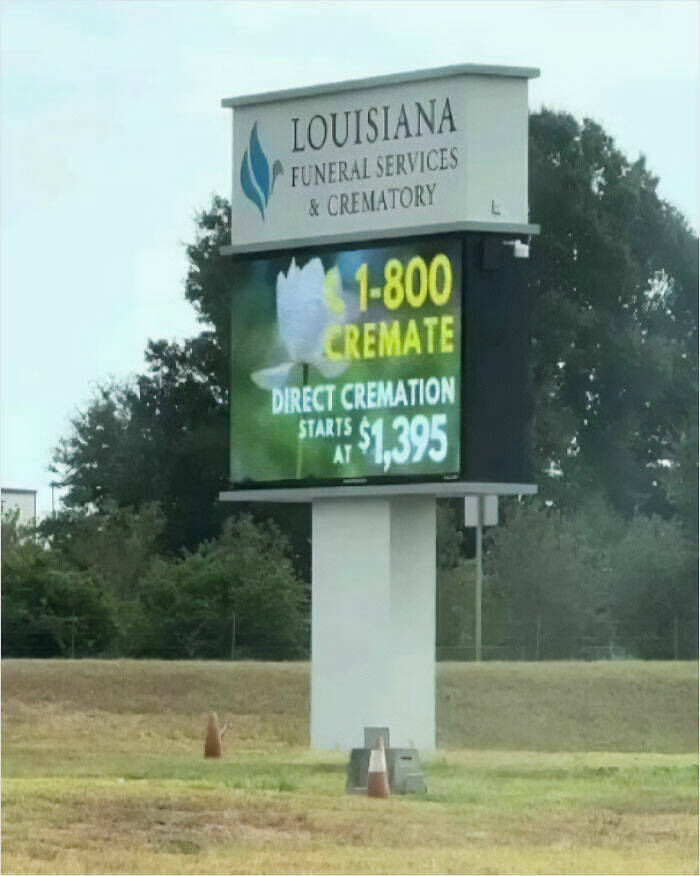 LOUISIANA
FUNERAL SERVICES
& CREMATORY
1-800
CREMATE
DIRECT CREMATION
STARTS
AT $1,395